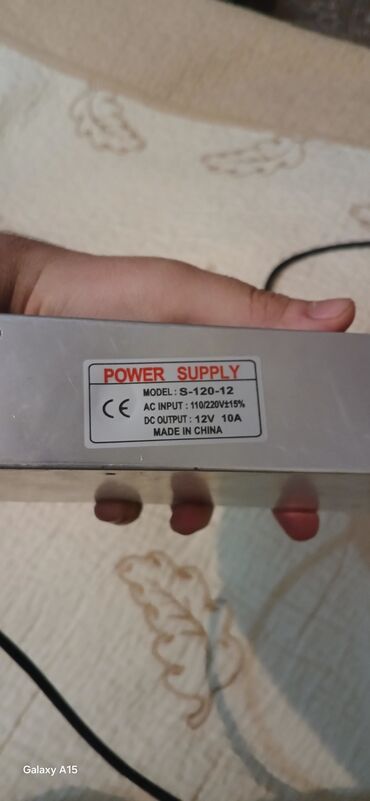 POWER SUPPLY
MODEL : S-120-12
AC INPUT : 110/220V±15%
DC OUTPUT : 12V 10A
MADE IN CHINA
CE
Galaxy A15